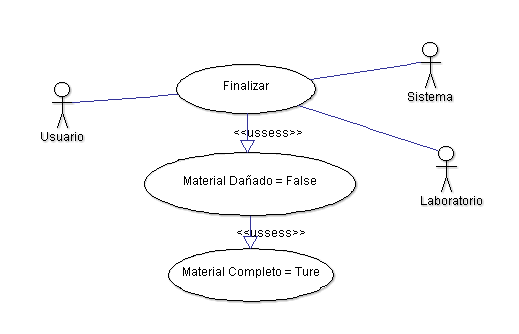 Finalizar
Sistema
Usuario
<<ussess>>
Material Dañado = False
Laboratorio
<<ussess>>
Material Completo = Ture